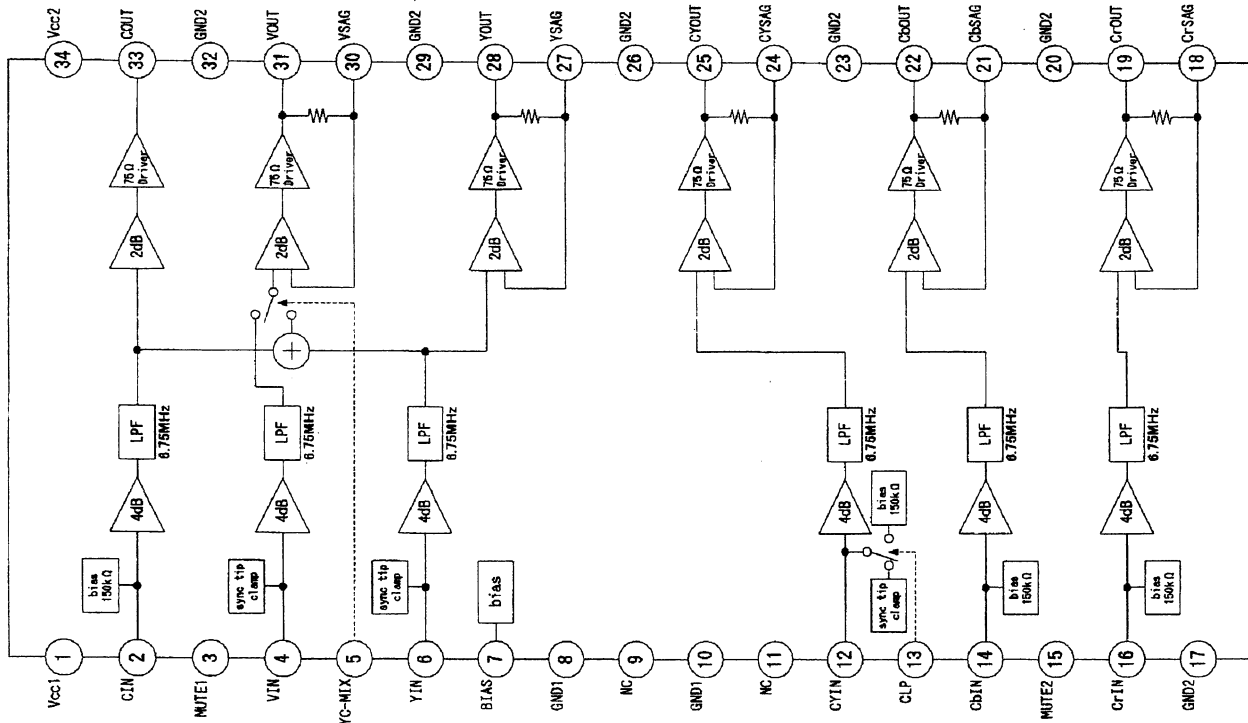 Vcc2 COUT GND2 VOUT VSAG GND2 YOUT YSAG GND2 CYOUT CYSAG GND2 CbOUT CbSAG GND2 CrOUT CrSAG
34 33 32 31 30 29 28 27 26 25 24 23 22 21 20 19 18
75Ω Driver
75Ω Driver
75Ω Driver
75Ω Driver
75Ω Driver
75Ω Driver
2dB 2dB 2dB 2dB 2dB 2dB
+
LPF 6.75MHz
LPF 6.75MHz
LPF 6.75MHz
LPF 6.75MHz
LPF 6.75MHz
LPF 6.75MHz
4dB 4dB 4dB 4dB 4dB 4dB
bias 150kΩ
bias 150kΩ
sync tip clamp
sync tip clamp
bias
sync tip clamp
bias 150kΩ
bias 150kΩ
1 2 3 4 5 6 7 8 9 10 11 12 13 14 15 16 17
Vcc1 CIN MUTE1 VIN YC-MIX YIN BIAS GND1 NC GND1 NC CYIN CLP CbIN MUTE2 CrIN GND2